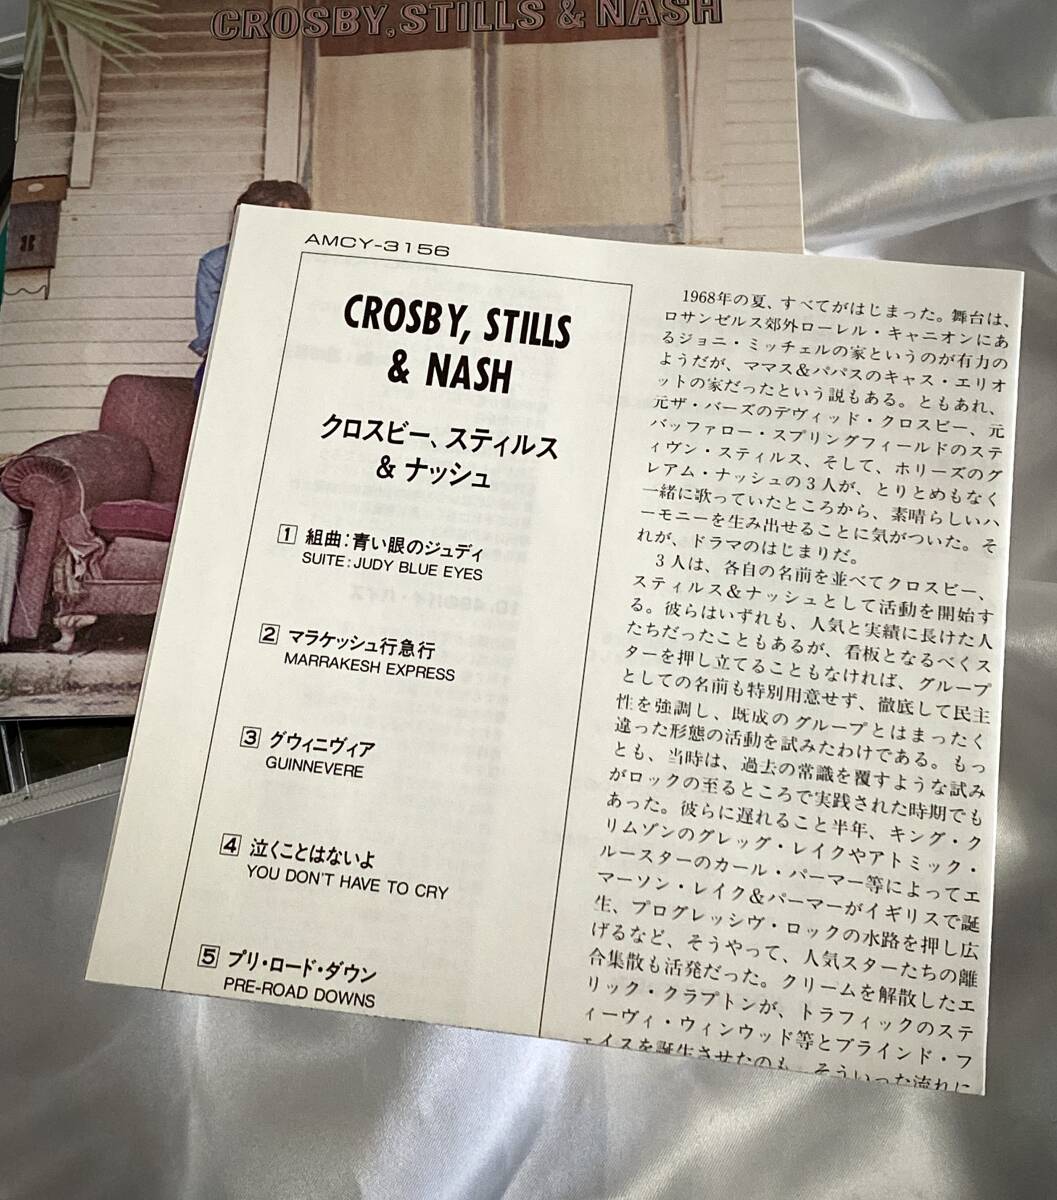 CROSBY, STILLS & NASH
AMCY-3156
CROSBY, STILLS
& NASH
クロスビー、スティルス
& ナッシュ
1 組曲：青い眼のジュディ
SUITE: JUDY BLUE EYES
2 マラケッシュ行急行
MARRAKESH EXPRESS
3 グウィニヴィア
GUINNEVERE
4 泣くことはないよ
YOU DON'T HAVE TO CRY
5 プリ・ロード・ダウン
PRE-ROAD DOWNS
1968年の夏、すべてがはじまった。舞台は、
ロサンゼルス郊外ローレル・キャニオンにあ
るジョニ・ミッチェルの家というのが有力の
ようだが、ママス&パパスのキャス・エリオ
ットの家だったという説もある。ともあれ、
元ザ・バーズのデヴィッド・クロスビー、元
バッファロー・スプリングフィールドのステ
ィヴン・スティルス、そして、ホリーズのグ
レアム・ナッシュの3人が、とりとめもなく
一緒に歌っていたところから、素晴らしいハ
ーモニーを生み出せることに気がついた。そ
れが、ドラマのはじまりだ。
3人は、各自の名前を並べてクロスビー、
スティルス&ナッシュとして活動を開始す
る。彼らはいずれも、人気と実績に長けた人
たちだったこともあるが、看板となるべくス
ターを押し立てることもなければ、グループ
としての名前も特別用意せず、徹底して民主
性を強調し、既成のグループとはまったく
違った形態の活動を試みたわけである。もっ
とも、当時は、過去の常識を覆すような試み
がロックの至るところで実践された時期でも
あった。彼らに遅れること半年、キング・ク
リムゾンのグレッグ・レイクやアトミック・
ルースターのカール・パーマー等によってエ
マーソン・レイク&パーマーがイギリスで誕
生、プログレッシヴ・ロックの水路を押し広
げるなど、そうやって、人気スターたちの離
合集散も活発だった。クリームを解散したエ
リック・クラプトンが、トラフィックのステ
ィーヴィ・ウィンウッド等とブラインド・フ
ェイスを誕生させたのも、そういった流れに